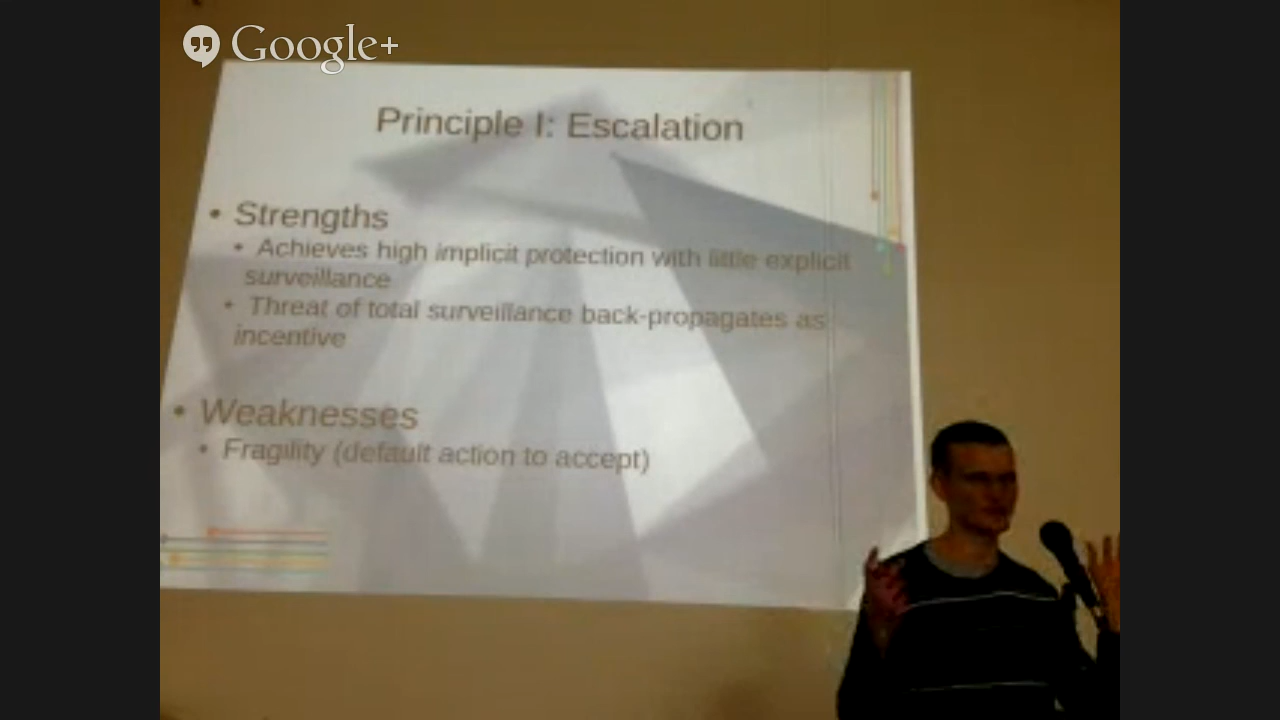 Google+
Principle I: Escalation
• Strengths
• Achieves high implicit protection with little explicit
surveillance
• Threat of total surveillance back-propagates as
incentive
• Weaknesses
• Fragility (default action to accept)